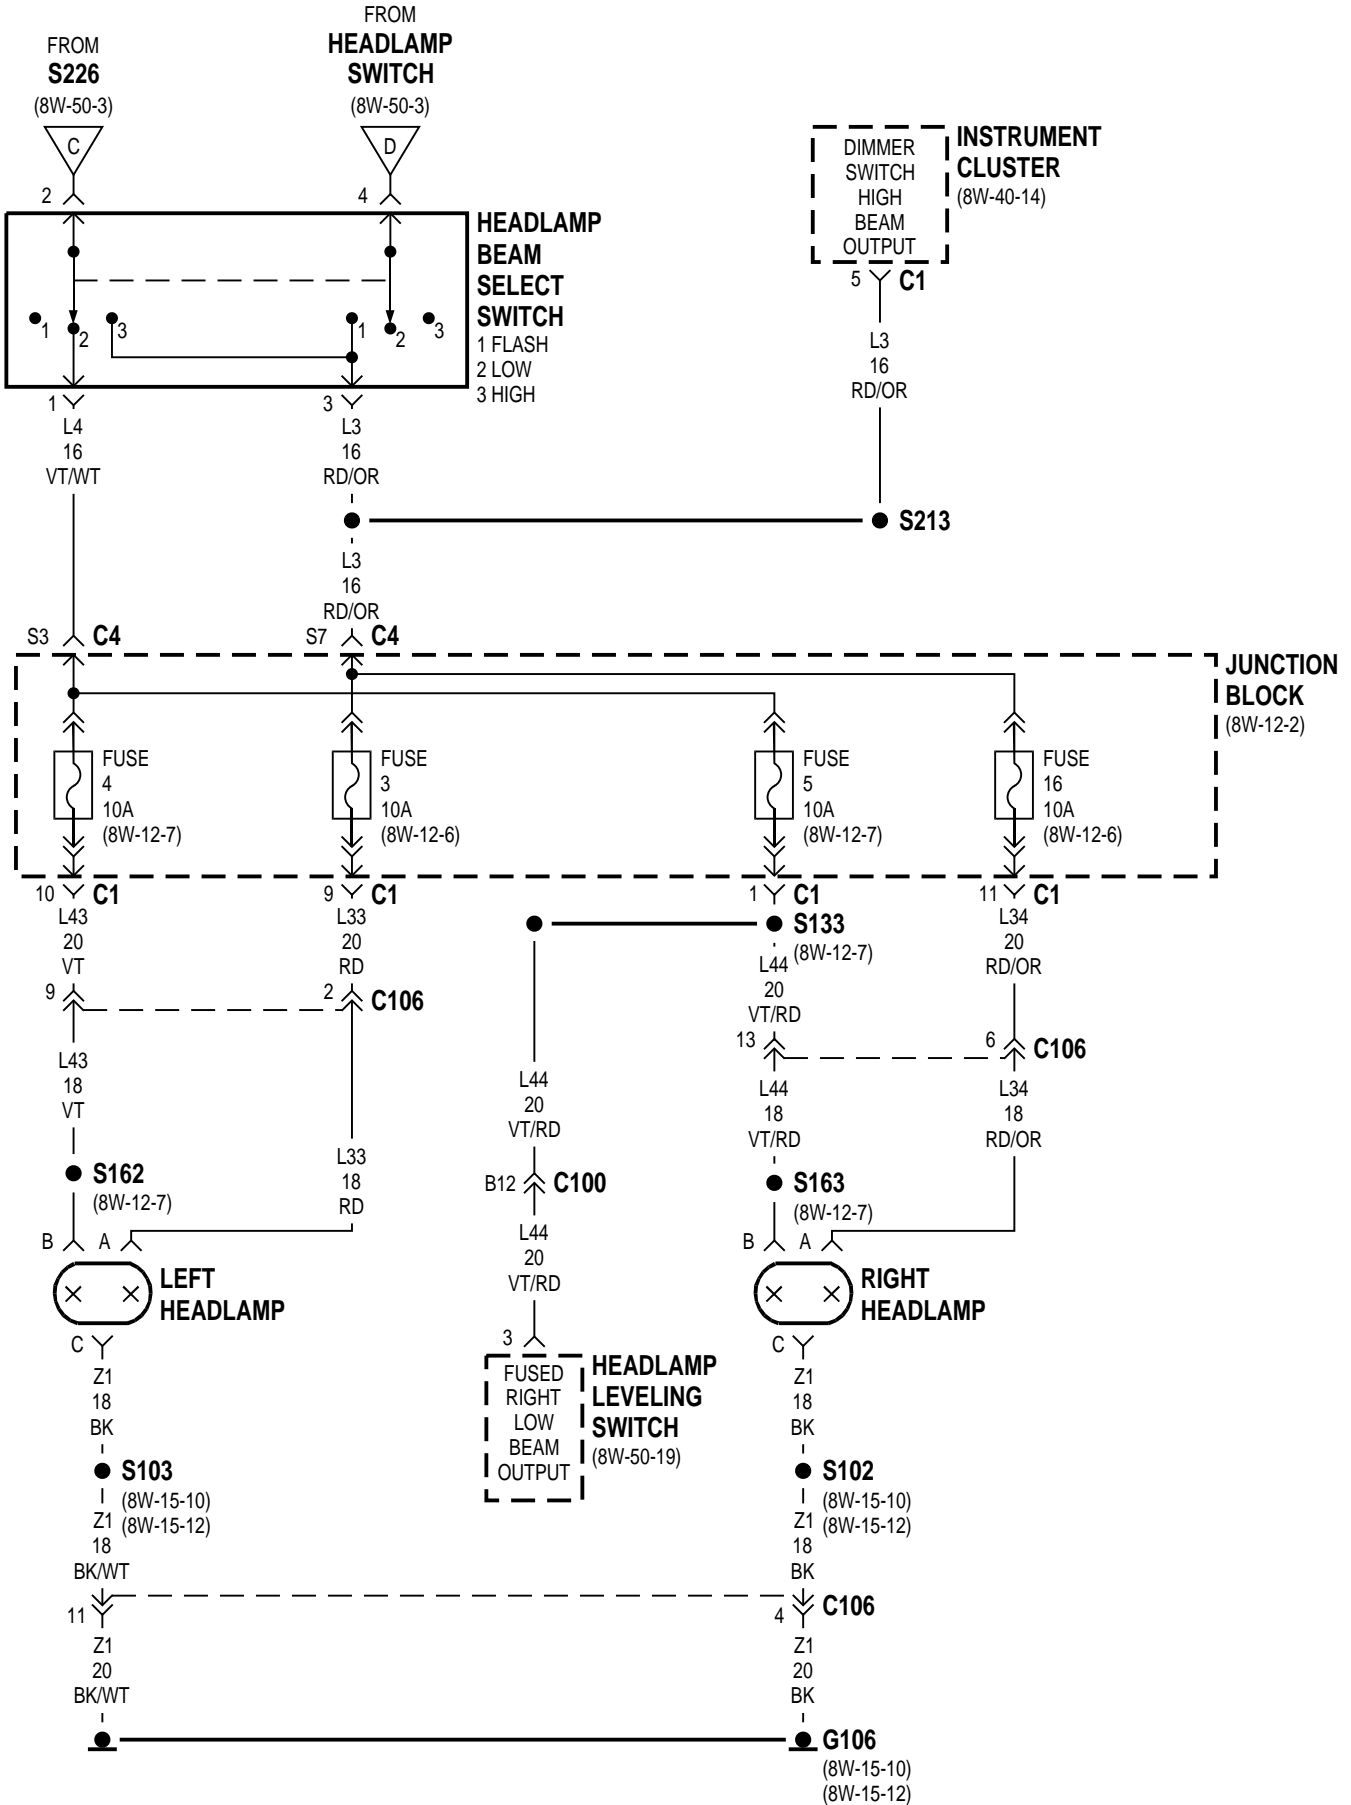 FROM
S226
(8W-50-3)
C
2
FROM
HEADLAMP
SWITCH
(8W-50-3)
D
4
HEADLAMP
BEAM
SELECT
SWITCH
1 FLASH
2 LOW
3 HIGH
1
2
3
1
2
3
DIMMER
SWITCH
HIGH
BEAM
OUTPUT
INSTRUMENT
CLUSTER
(8W-40-14)
5
C1
L3
16
RD/OR
1
L4
16
VT/WT
3
L3
16
RD/OR
S213
L3
16
RD/OR
S3
C4
S7
C4
JUNCTION
BLOCK
(8W-12-2)
FUSE
4
10A
(8W-12-7)
FUSE
3
10A
(8W-12-6)
FUSE
5
10A
(8W-12-7)
FUSE
16
10A
(8W-12-6)
10
C1
L43
20
VT
9
C1
L33
20
RD
1
C1
S133
(8W-12-7)
L44
20
VT/RD
11
C1
L34
20
RD/OR
9
2
C106
13
6
C106
L43
18
VT
L44
20
VT/RD
L44
18
VT/RD
L34
18
RD/OR
S162
(8W-12-7)
L33
18
RD
B12
C100
S163
(8W-12-7)
B
A
L44
20
VT/RD
B
A
LEFT
HEADLAMP
RIGHT
HEADLAMP
C
Z1
18
BK
3
FUSED
RIGHT
LOW
BEAM
OUTPUT
HEADLAMP
LEVELING
SWITCH
(8W-50-19)
C
Z1
18
BK
S103
(8W-15-10)
(8W-15-12)
Z1
18
BK/WT
S102
(8W-15-10)
(8W-15-12)
Z1
18
BK
11
4
C106
Z1
20
BK/WT
Z1
20
BK
G106
(8W-15-10)
(8W-15-12)